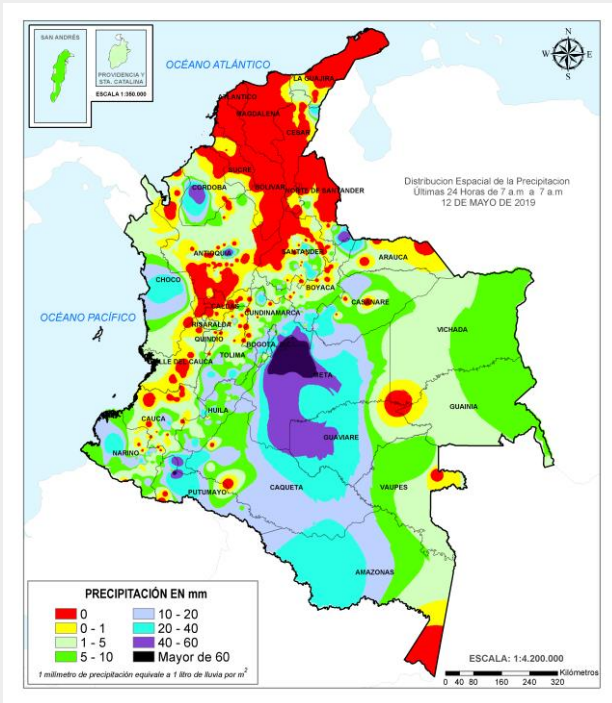 SAN ANDRÉS
PROVIDENCIA Y
STA. CATALINA
ESCALA 1:350.000
OCÉANO ATLÁNTICO
N
W
E
S
LA GUAJIRA
ATLANTICO
MAGDALENA
CESAR
SUCRE
CORDOBA
BOLIVAR
NORTE DE SANTANDER
Distribucion Espacial de la Precipitacion
Últimas 24 Horas de 7 a.m a 7 a.m
12 DE MAYO DE 2019
ANTIOQUIA
SANTANDER
ARAUCA
CHOCO
BOYACA
CASANARE
CALDAS
CUNDINAMARCA
OCÉANO PACÍFICO
RISARALDA
VICHADA
QUINDIO
BOGOTA
TOLIMA
VALLE DEL CAUCA
META
GUAINIA
HUILA
CAUCA
GUAVIARE
NARIÑO
CAQUETA
VAUPES
PUTUMAYO
AMAZONAS
PRECIPITACIÓN EN mm
0
10 - 20
0 - 1
20 - 40
1 - 5
40 - 60
5 - 10
Mayor de 60
1 milímetro de precipitación equivale a 1 litro de lluvia por m²
ESCALA: 1:4.200.000
Kilómetros
0 40 80 160 240 320